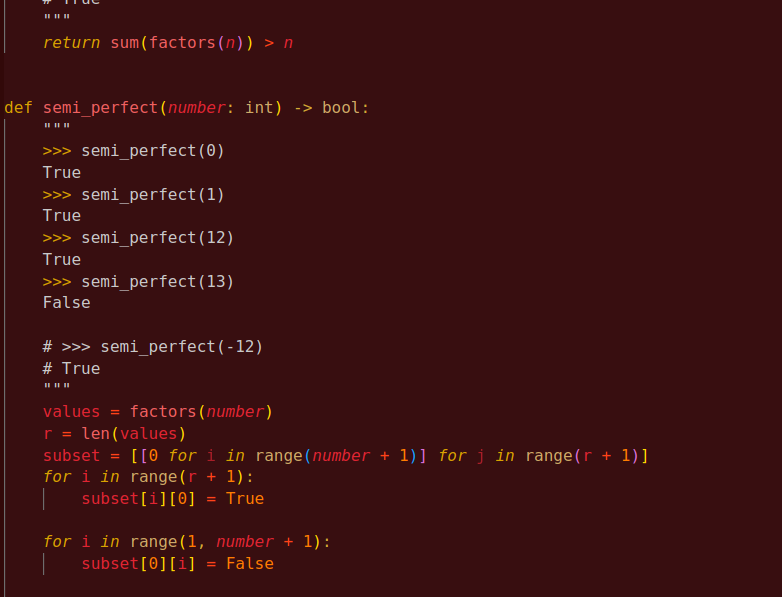 # True
"""
return sum(factors(n)) > n
def semi_perfect(number: int) -> bool:
"""
>>> semi_perfect(0)
True
>>> semi_perfect(1)
True
>>> semi_perfect(12)
True
>>> semi_perfect(13)
False
# >>> semi_perfect(-12)
# True
"""
values = factors(number)
r = len(values)
subset = [[0 for i in range(number + 1)] for j in range(r + 1)]
for i in range(r + 1):
subset[i][0] = True
for i in range(1, number + 1):
subset[0][i] = False